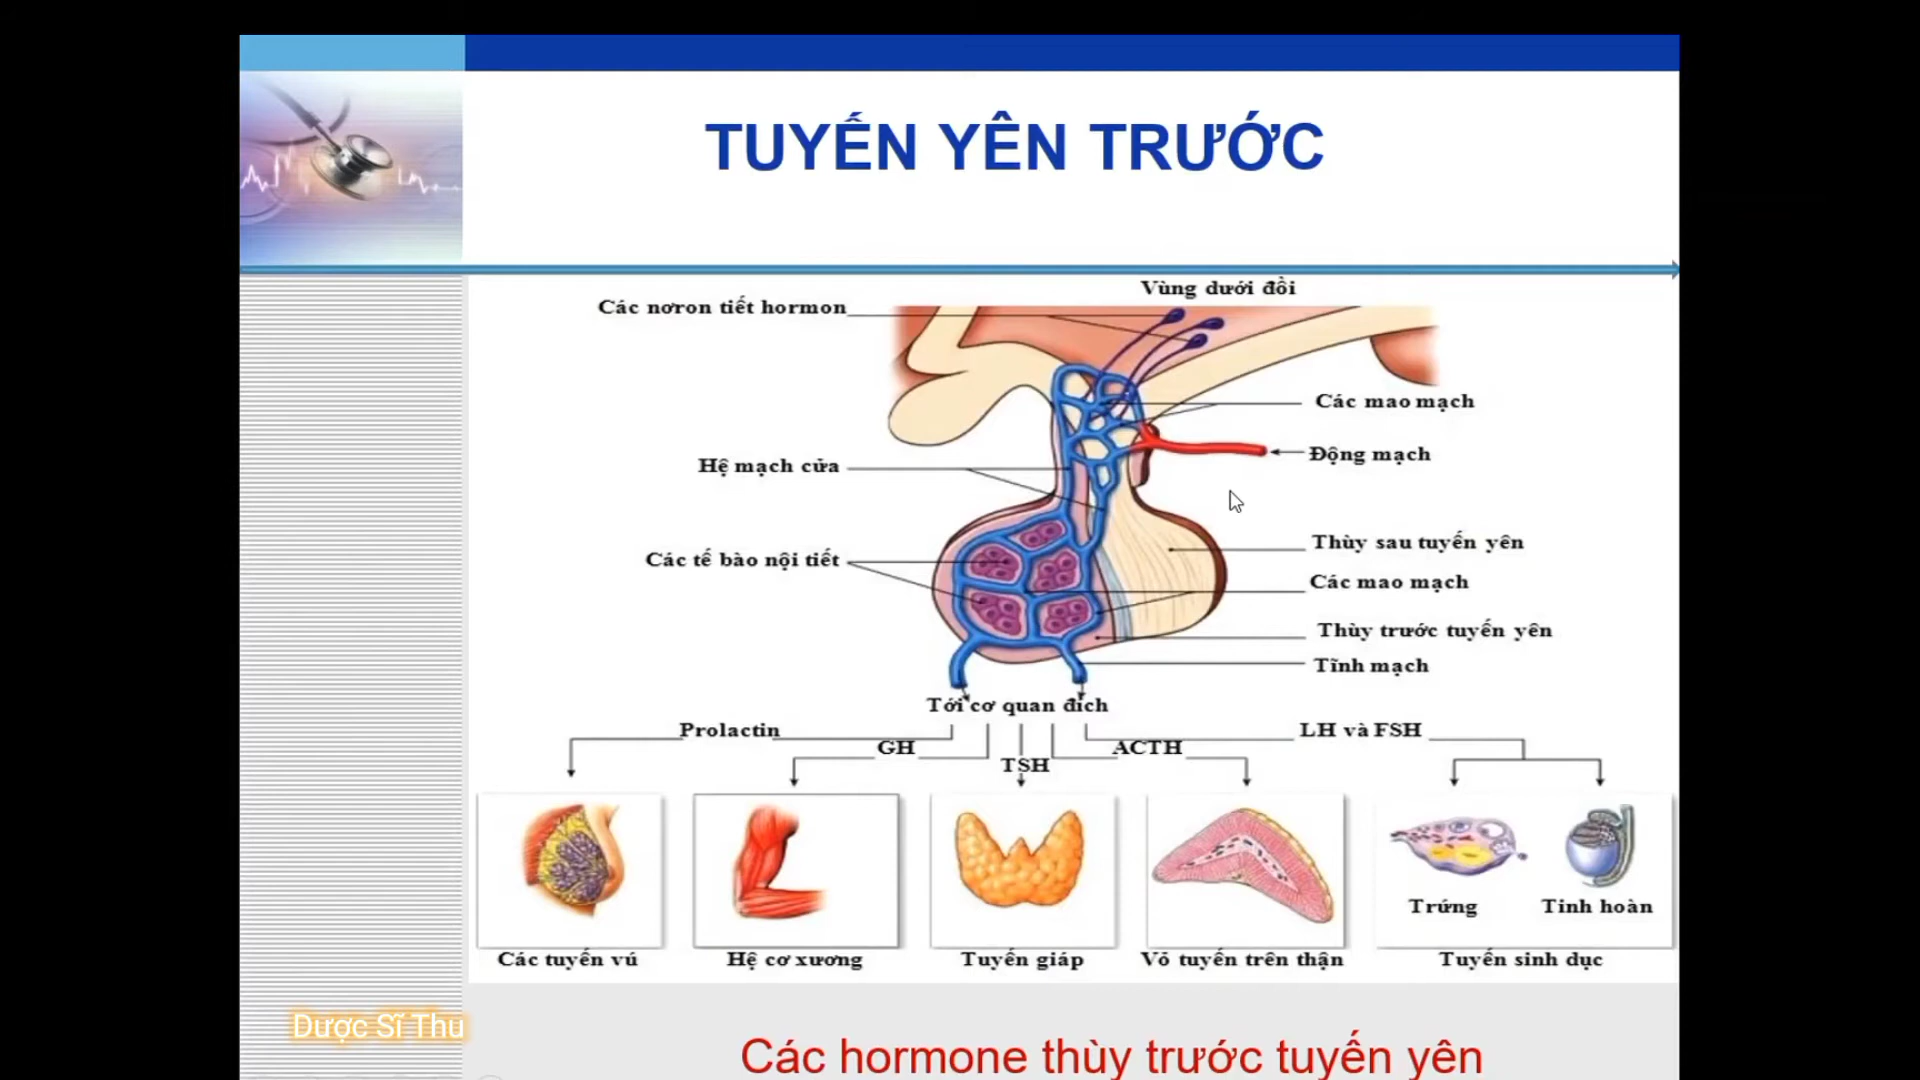 TUYẾN YÊN TRƯỚC
Vùng dưới đồi
Các nơron tiết hormon
Các mao mạch
Động mạch
Hệ mạch cửa
Thùy sau tuyến yên
Các tế bào nội tiết
Các mao mạch
Thùy trước tuyến yên
Tĩnh mạch
Tới cơ quan đích
Prolactin
GH
TSH
ACTH
LH và FSH
Trứng
Tinh hoàn
Các tuyến vú
Hệ cơ xương
Tuyến giáp
Vỏ tuyến trên thận
Tuyến sinh dục
Dược Sĩ Thu
Các hormone thùy trước tuyến yên